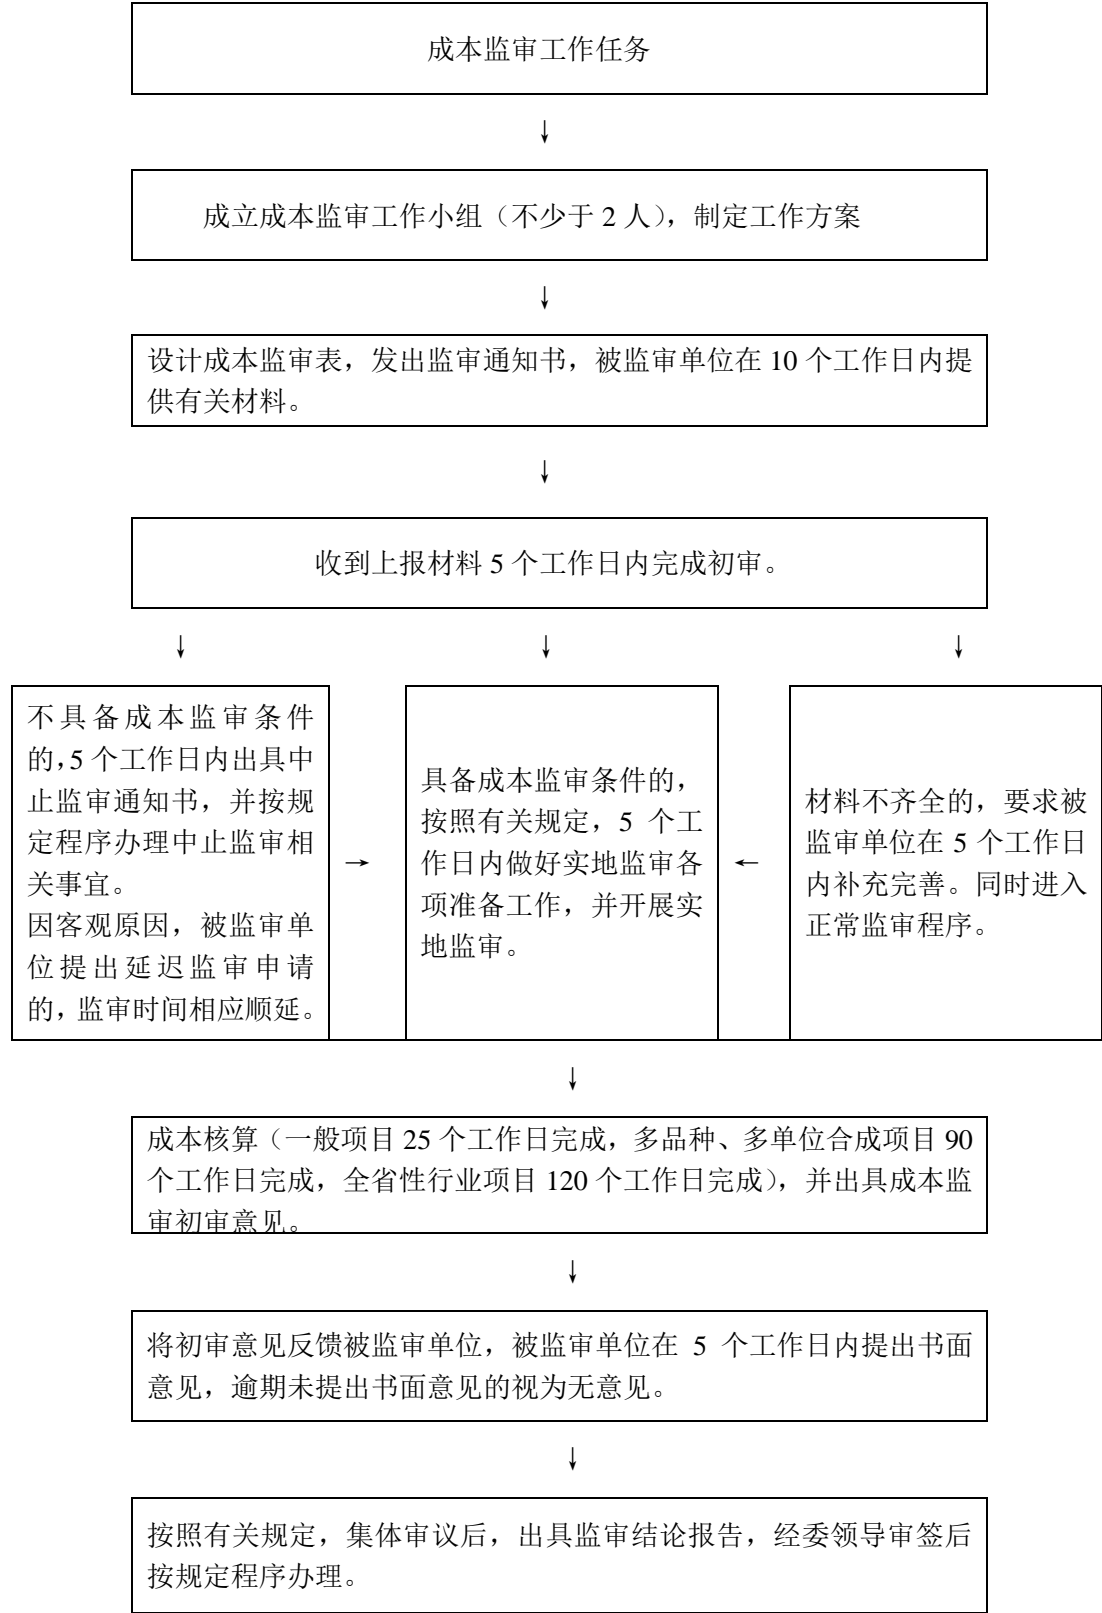 成本监审工作任务
↓
成立成本监审工作小组（不少于 2 人），制定工作方案
↓
设计成本监审表，发出监审通知书，被监审单位在 10 个工作日内提
供有关材料。
↓
收到上报材料 5 个工作日内完成初审。
↓ ↓ ↓
不具备成本监审条件
的，5 个工作日内出具中
止监审通知书，并按规
定程序办理中止监审相
关事宜。
因客观原因，被监审单
位提出延迟监审申请
的，监审时间相应顺延。
→
具备成本监审条件的，
按照有关规定，5 个工
作日内做好实地监审各
项准备工作，并开展实
地监审。
←
材料不齐全的，要求被
监审单位在 5 个工作日
内补充完善。同时进入
正常监审程序。
↓
成本核算（一般项目 25 个工作日完成，多品种、多单位合成项目 90
个工作日完成，全省性行业项目 120 个工作日完成），并出具成本监
审初审意见。
↓
将初审意见反馈被监审单位，被监审单位在 5 个工作日内提出书面
意见，逾期未提出书面意见的视为无意见。
↓
按照有关规定，集体审议后，出具监审结论报告，经委领导审签后
按规定程序办理。